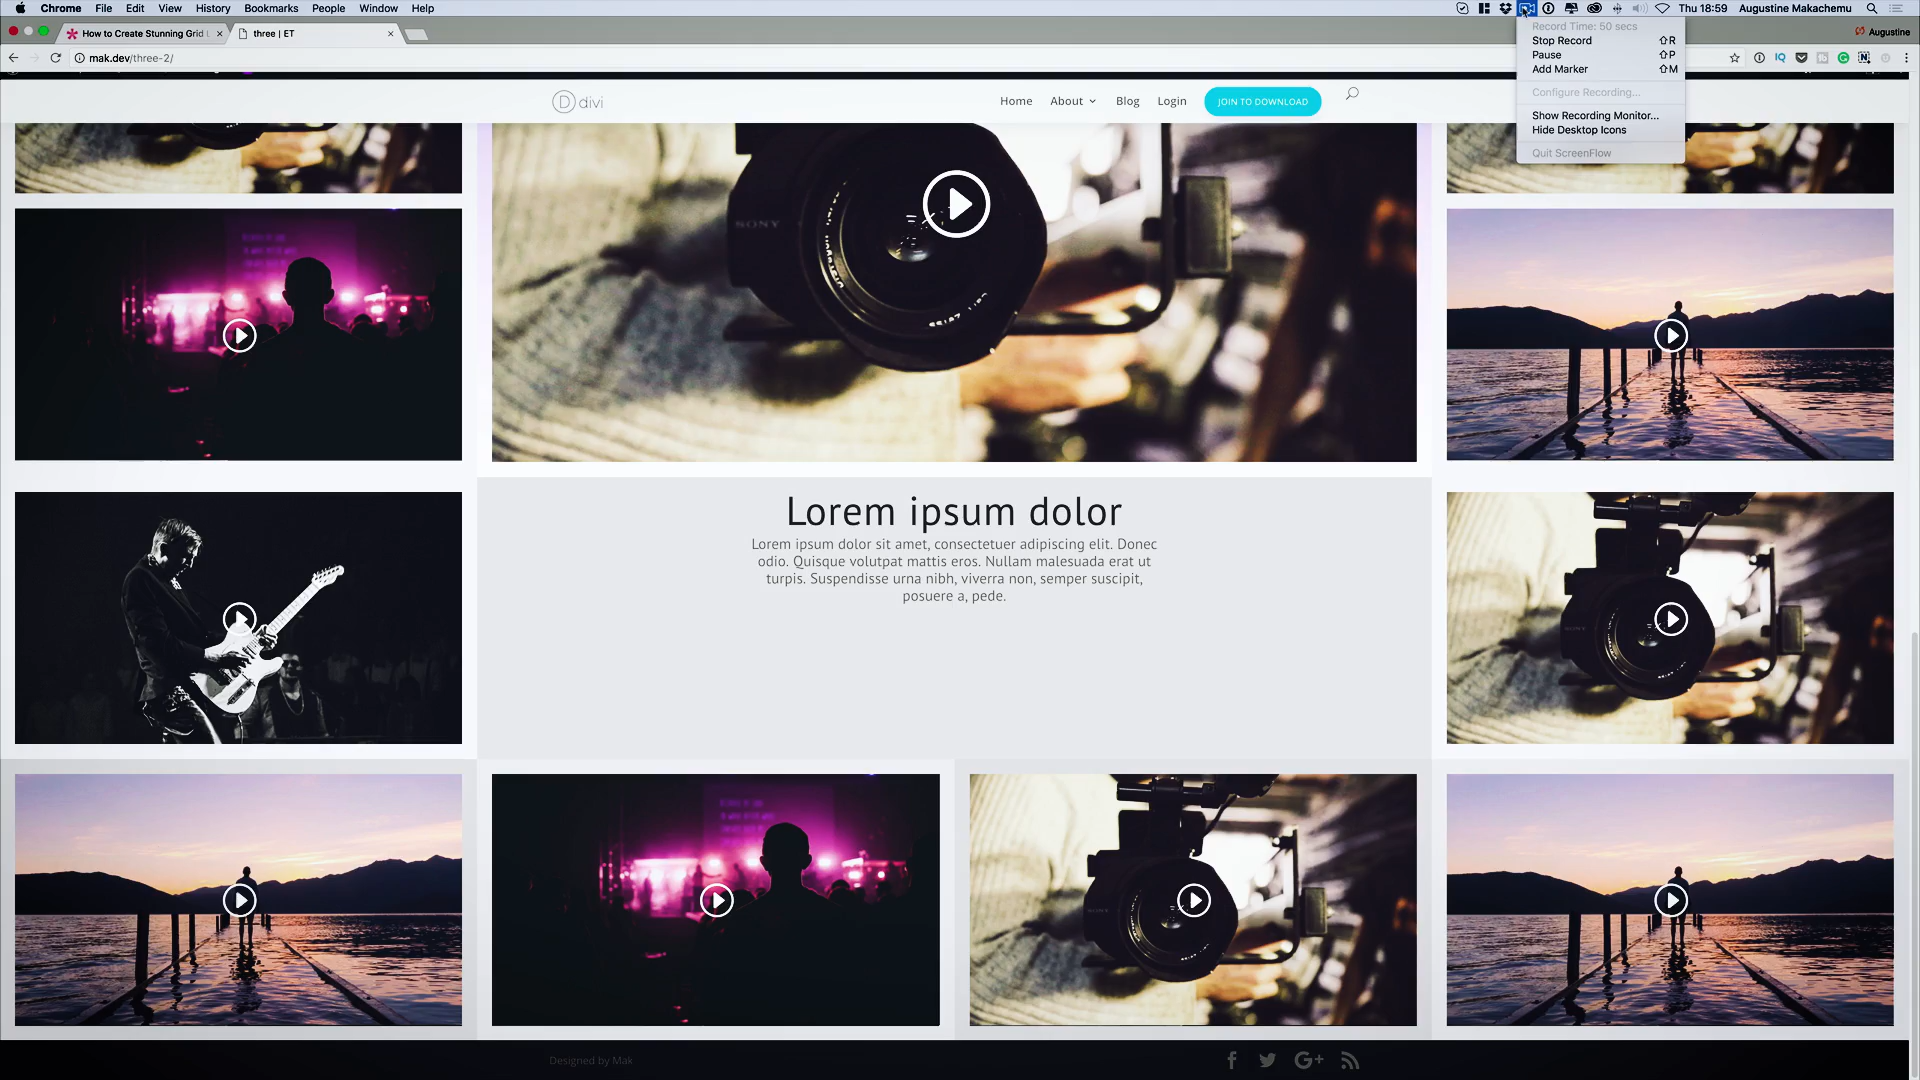 Chrome File Edit View History Bookmarks People Window Help
Thu 18:59 Augustine Makachemu
How to Create Stunning Grid
three | ET
Augustine
mak.dev/three-2/
Record Time: 50 secs
Stop Record ⇧R
Pause ⇧P
Add Marker ⇧M
Configure Recording...
Show Recording Monitor...
Hide Desktop Icons
Quit ScreenFlow
D divi
Home About Blog Login JOIN TO DOWNLOAD
SONY
Lorem ipsum dolor
Lorem ipsum dolor sit amet, consectetuer adipiscing elit. Donec
odio. Quisque volutpat mattis eros. Nullam malesuada erat ut
turpis. Suspendisse urna nibh, viverra non, semper suscipit,
posuere a, pede.
Designed by Mak